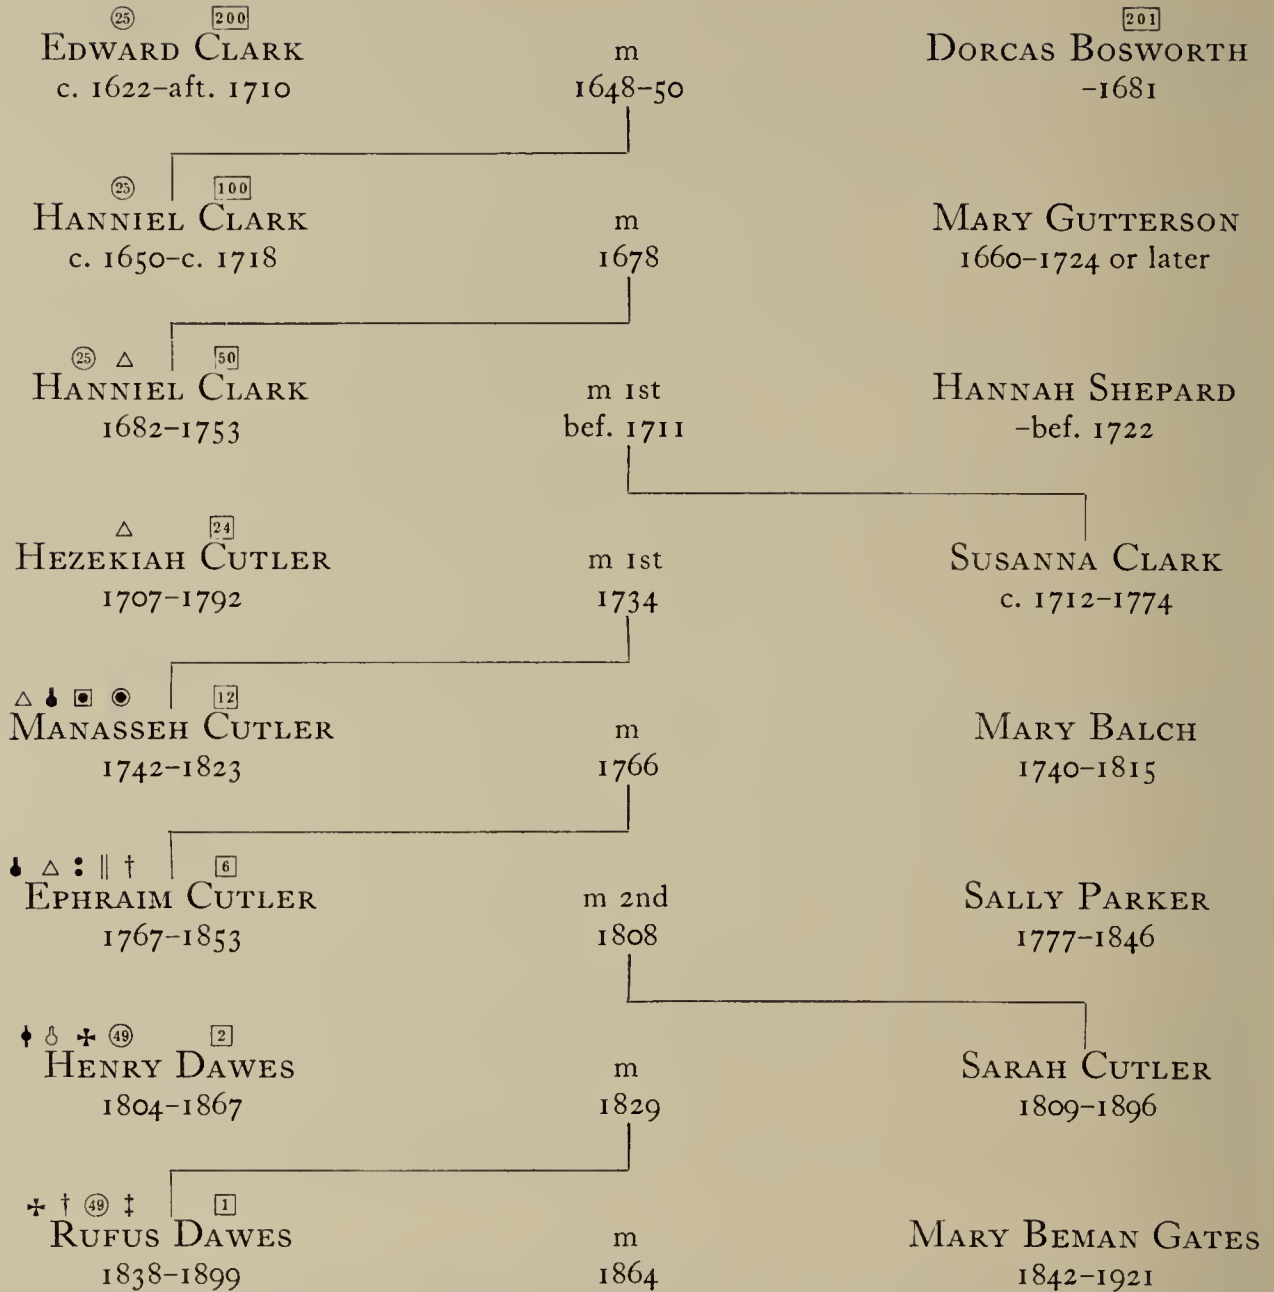 25 200 201
EDWARD CLARK m DORCAS BOSWORTH
c. 1622–aft. 1710 1648–50 –1681
25 100
HANNIEL CLARK m MARY GUTTERSON
c. 1650–c. 1718 1678 1660–1724 or later
25 △ 50
HANNIEL CLARK m 1st HANNAH SHEPARD
1682–1753 bef. 1711 –bef. 1722
△ 24
HEZEKIAH CUTLER m 1st SUSANNA CLARK
1707–1792 1734 c. 1712–1774
△ 12
MANASSEH CUTLER m MARY BALCH
1742–1823 1766 1740–1815
△ : || † 6
EPHRAIM CUTLER m 2nd SALLY PARKER
1767–1853 1808 1777–1846
✢ 49 2
HENRY DAWES m SARAH CUTLER
1804–1867 1829 1809–1896
✢ † 49 ‡ 1
RUFUS DAWES m MARY BEMAN GATES
1838–1899 1864 1842–1921